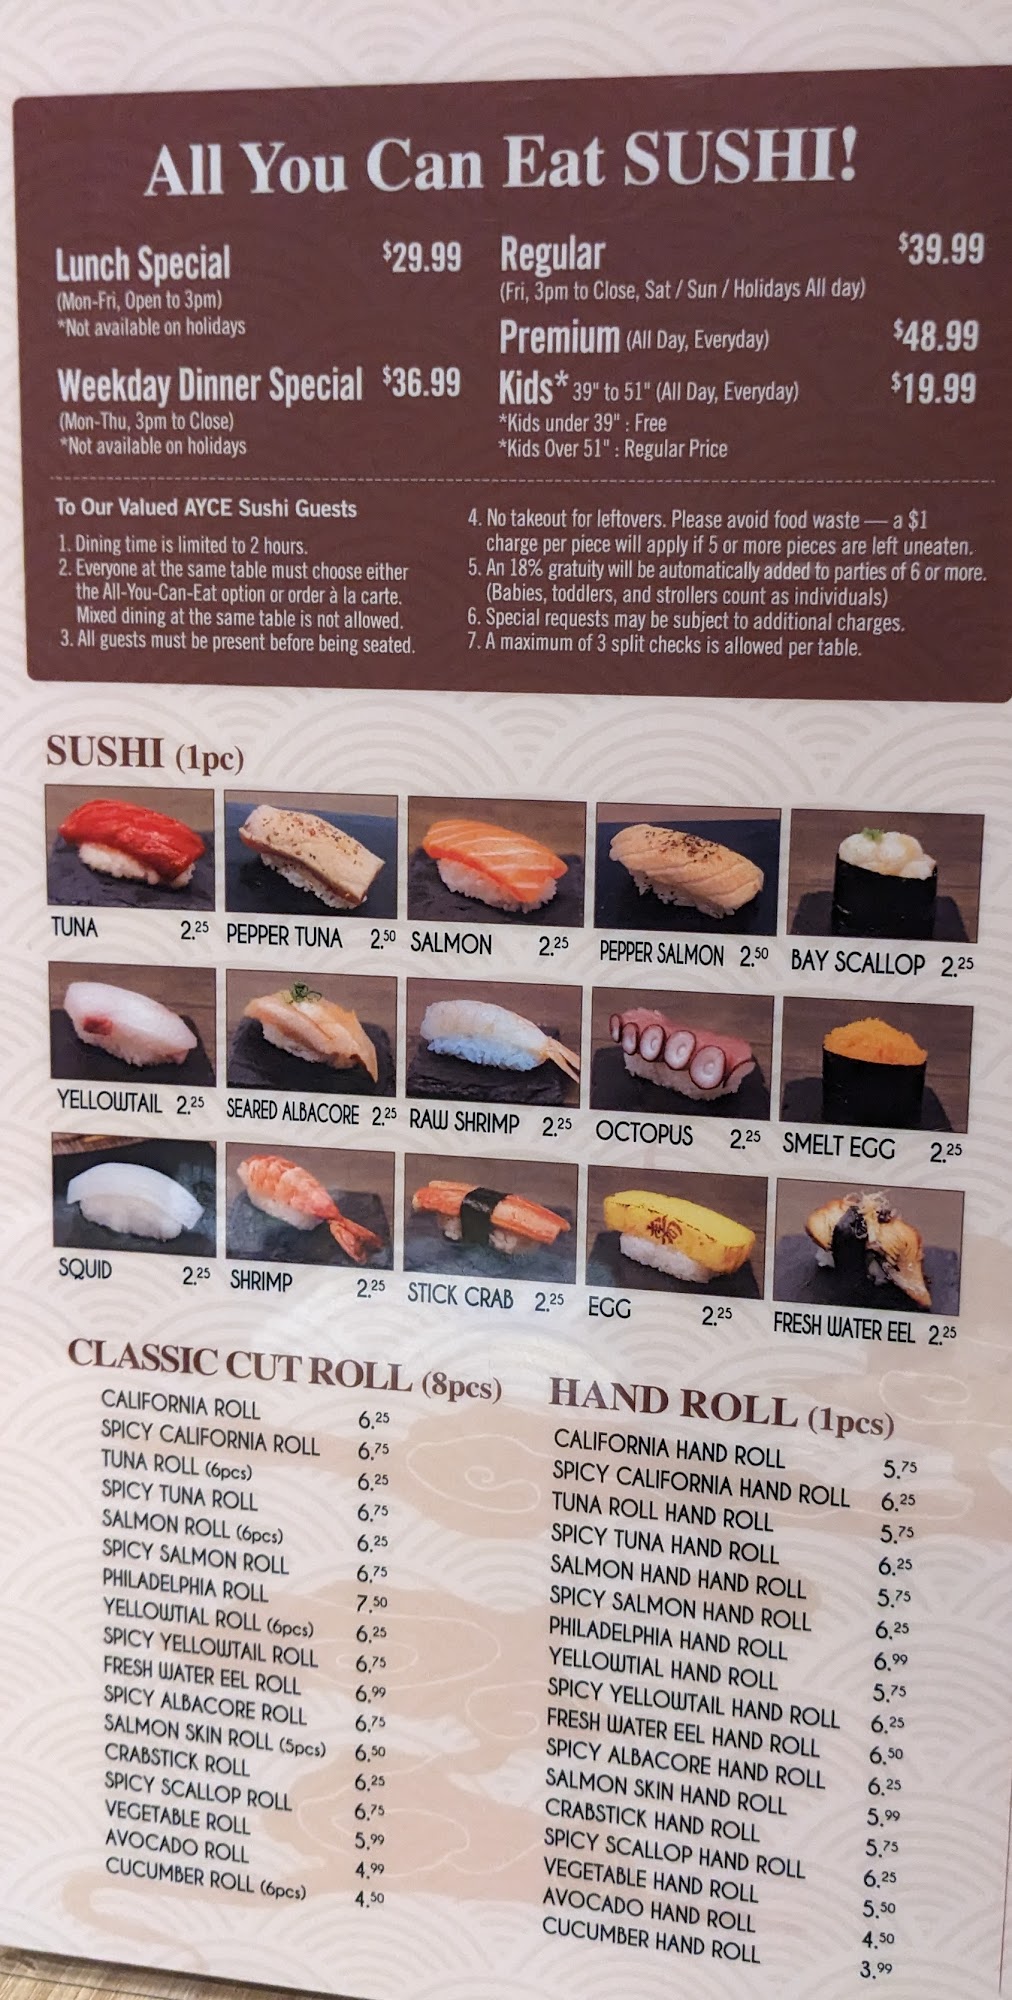 All You Can Eat SUSHI!
Lunch Special $29.99
(Mon-Fri, Open to 3pm)
*Not available on holidays
Weekday Dinner Special $36.99
(Mon-Thu, 3pm to Close)
*Not available on holidays
Regular $39.99
(Fri, 3pm to Close, Sat / Sun / Holidays All day)
Premium (All Day, Everyday) $48.99
Kids* 39" to 51" (All Day, Everyday) $19.99
*Kids under 39" : Free
*Kids Over 51" : Regular Price
To Our Valued AYCE Sushi Guests
1. Dining time is limited to 2 hours.
2. Everyone at the same table must choose either
the All-You-Can-Eat option or order à la carte.
Mixed dining at the same table is not allowed.
3. All guests must be present before being seated.
4. No takeout for leftovers. Please avoid food waste — a $1
charge per piece will apply if 5 or more pieces are left uneaten.
5. An 18% gratuity will be automatically added to parties of 6 or more.
(Babies, toddlers, and strollers count as individuals)
6. Special requests may be subject to additional charges.
7. A maximum of 3 split checks is allowed per table.
SUSHI (1pc)
TUNA 2.25
PEPPER TUNA 2.50
SALMON 2.25
PEPPER SALMON 2.50
BAY SCALLOP 2.25
YELLOWTAIL 2.25
SEARED ALBACORE 2.25
RAW SHRIMP 2.25
OCTOPUS 2.25
SMELT EGG 2.25
SQUID 2.25
SHRIMP 2.25
STICK CRAB 2.25
EGG 2.25
FRESH WATER EEL 2.25
CLASSIC CUT ROLL (8pcs)
CALIFORNIA ROLL 6.25
SPICY CALIFORNIA ROLL 6.75
TUNA ROLL (6pcs) 6.25
SPICY TUNA ROLL 6.75
SALMON ROLL (6pcs) 6.25
SPICY SALMON ROLL 6.75
PHILADELPHIA ROLL 7.50
YELLOWTIAL ROLL (6pcs) 6.25
SPICY YELLOWTAIL ROLL 6.75
FRESH WATER EEL ROLL 6.99
SPICY ALBACORE ROLL 6.75
SALMON SKIN ROLL (5pcs) 6.50
CRABSTICK ROLL 6.25
SPICY SCALLOP ROLL 6.75
VEGETABLE ROLL 5.99
AVOCADO ROLL 4.99
CUCUMBER ROLL (6pcs) 4.50
HAND ROLL (1pcs)
CALIFORNIA HAND ROLL 5.75
SPICY CALIFORNIA HAND ROLL 6.25
TUNA ROLL HAND ROLL 5.75
SPICY TUNA HAND ROLL 6.25
SALMON HAND HAND ROLL 5.75
SPICY SALMON HAND ROLL 6.25
PHILADELPHIA HAND ROLL 6.99
YELLOWTIAL HAND ROLL 5.75
SPICY YELLOWTAIL HAND ROLL 6.25
FRESH WATER EEL HAND ROLL 6.50
SPICY ALBACORE HAND ROLL 6.25
SALMON SKIN HAND ROLL 5.99
CRABSTICK HAND ROLL 5.75
SPICY SCALLOP HAND ROLL 6.25
VEGETABLE HAND ROLL 5.50
AVOCADO HAND ROLL 4.50
CUCUMBER HAND ROLL 3.99